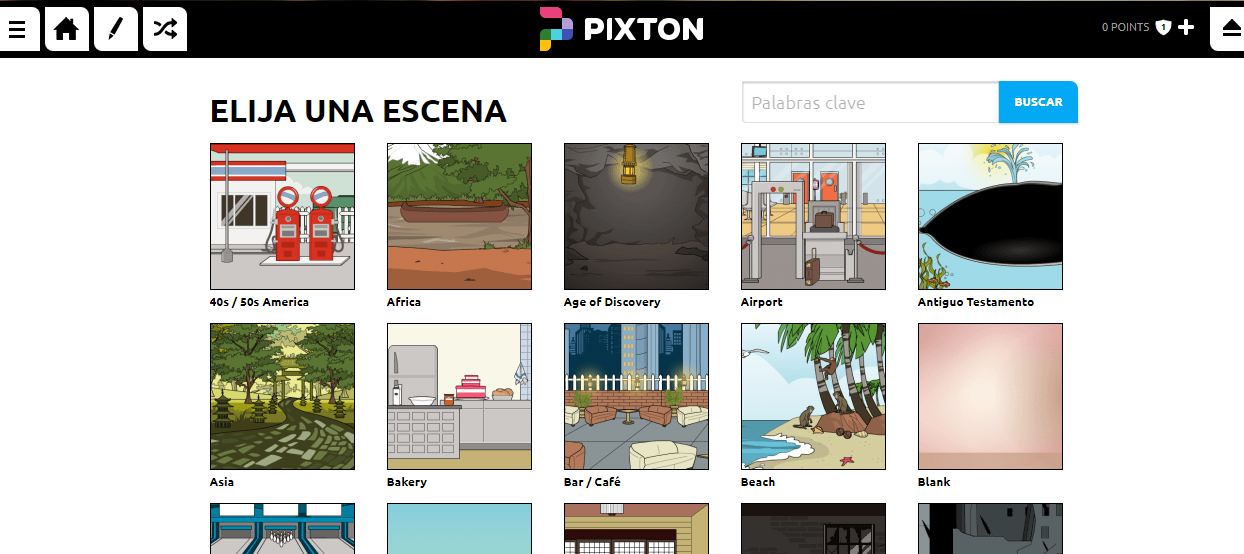 PIXTON
0 POINTS 1
ELIJA UNA ESCENA
Palabras clave
BUSCAR
40s / 50s America
Africa
Age of Discovery
Airport
Antiguo Testamento
Asia
Bakery
Bar / Café
Beach
Blank